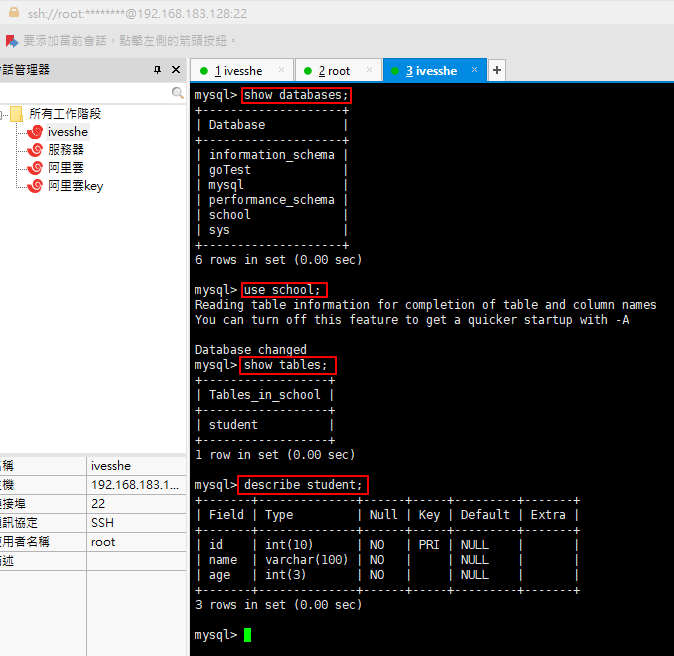 ssh://root:********@192.168.183.128:22
要添加當前會話，點擊左側的箭頭按鈕。
話管理器
所有工作階段
ivesshe
服務器
阿里雲
阿里雲key
名稱 ivesshe
主機 192.168.183.1...
連接埠 22
通訊協定 SSH
使用者名稱 root
描述
1 ivesshe
2 root
3 ivesshe
mysql> show databases;
+--------------------+
| Database           |
+--------------------+
| information_schema |
| goTest             |
| mysql              |
| performance_schema |
| school             |
| sys                |
+--------------------+
6 rows in set (0.00 sec)
mysql> use school;
Reading table information for completion of table and column names
You can turn off this feature to get a quicker startup with -A
Database changed
mysql> show tables;
+------------------+
| Tables_in_school |
+------------------+
| student          |
+------------------+
1 row in set (0.00 sec)
mysql> describe student;
+-------+--------------+------+-----+---------+-------+
| Field | Type         | Null | Key | Default | Extra |
+-------+--------------+------+-----+---------+-------+
| id    | int(10)      | NO   | PRI | NULL    |       |
| name  | varchar(100) | NO   |     | NULL    |       |
| age   | int(3)       | NO   |     | NULL    |       |
+-------+--------------+------+-----+---------+-------+
3 rows in set (0.00 sec)
mysql>